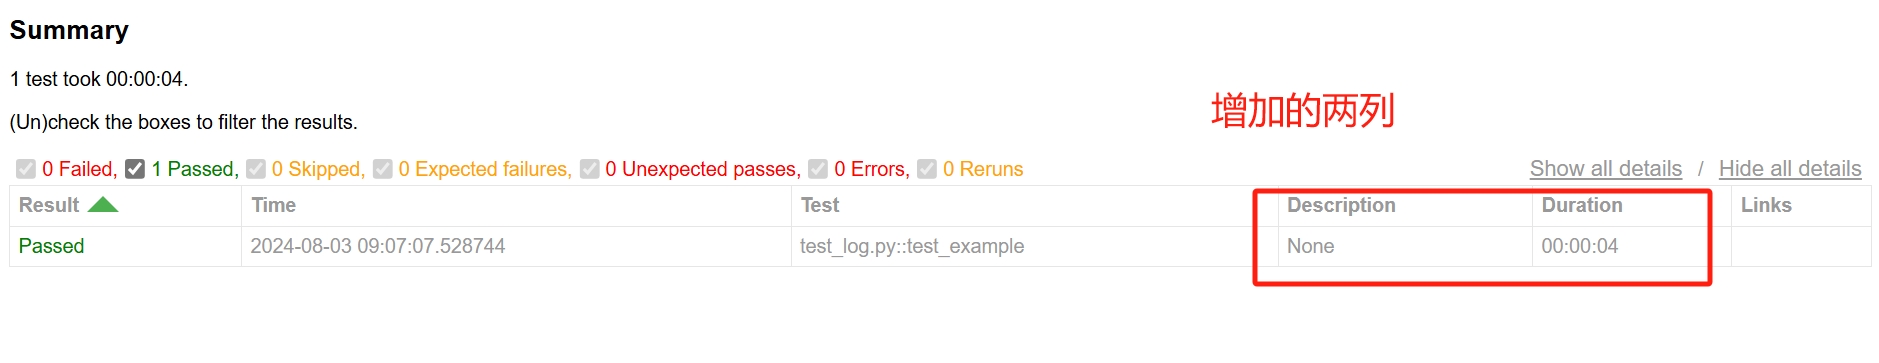 Summary
1 test took 00:00:04.
(Un)check the boxes to filter the results.
增加的两列
0 Failed, 1 Passed, 0 Skipped, 0 Expected failures, 0 Unexpected passes, 0 Errors, 0 Reruns
Show all details / Hide all details
Result Time Test Description Duration Links
Passed 2024-08-03 09:07:07.528744 test_log.py::test_example None 00:00:04